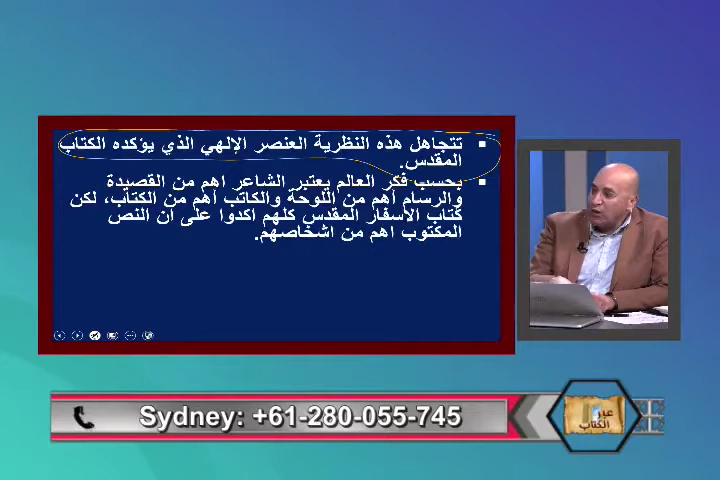 تتجاهل هذه النظرية العنصر الإلهي الذي يؤكده الكتاب
المقدس.
بحسب فكر العالم يعتبر الشاعر اهم من القصيدة
والرسام أهم من اللوحة والكاتب أهم من الكتاب، لكن
كتاب الأسفار المقدس كلهم اكدوا على ان النص
المكتوب اهم من اشخاصهم.
Sydney: +61-280-055-745
عبر
الكتاب